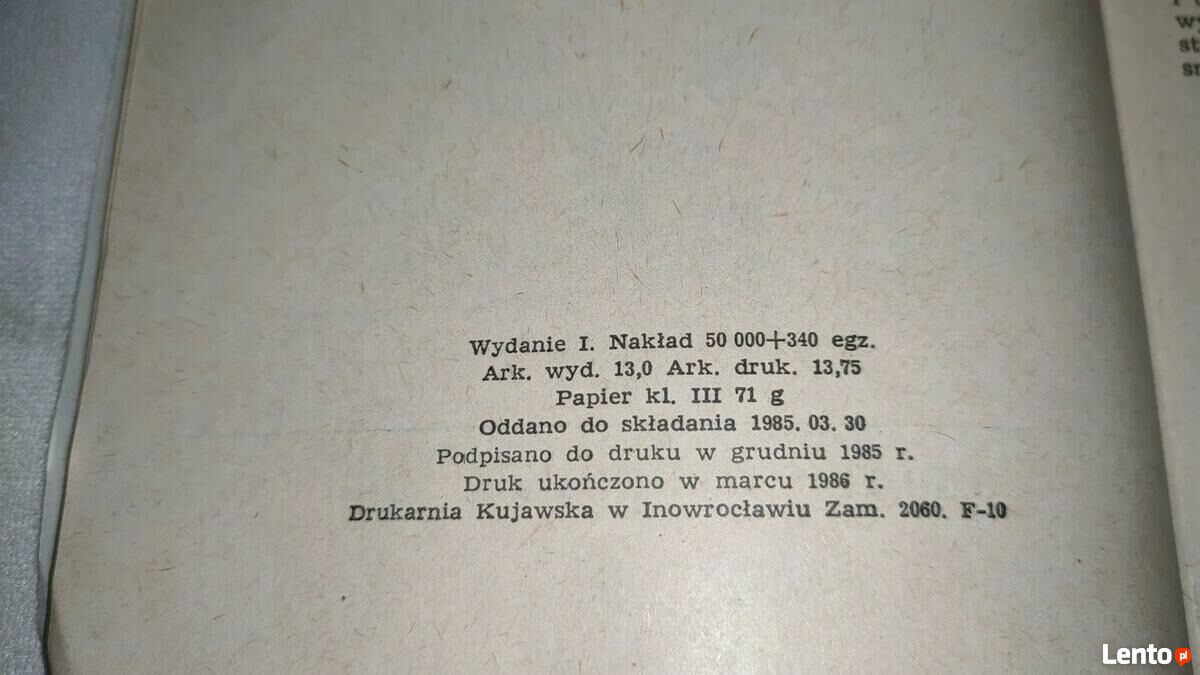 Wydanie I. Nakład 50 000+340 egz.
Ark. wyd. 13,0 Ark. druk. 13,75
Papier kl. III 71 g
Oddano do składania 1985. 03. 30
Podpisano do druku w grudniu 1985 r.
Druk ukończono w marcu 1986 r.
Drukarnia Kujawska w Inowrocławiu Zam. 2060. F-10
Lento.pl